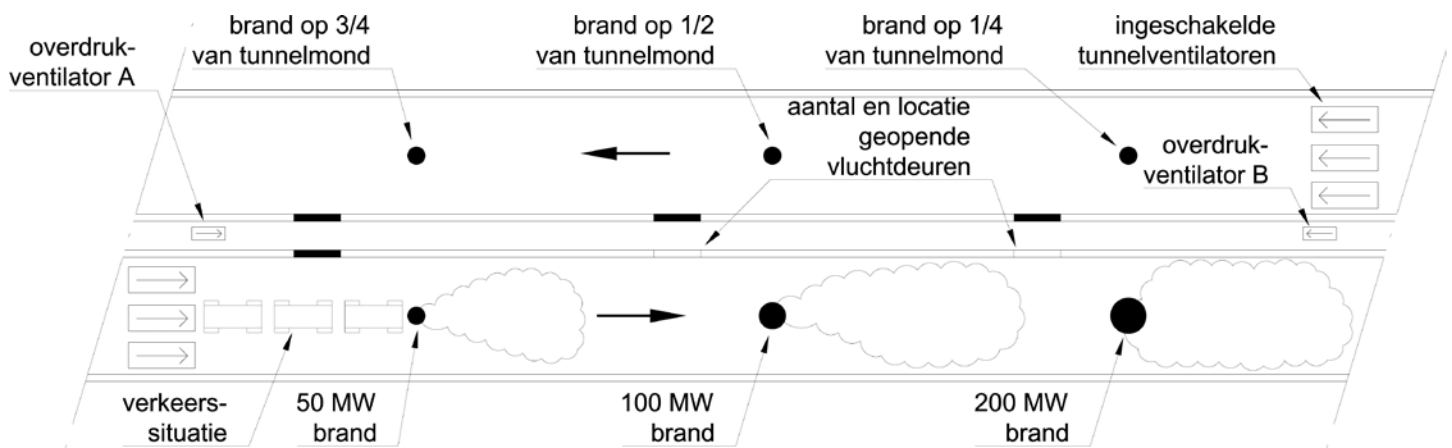 overdruk-
ventilator A
brand op 3/4
van tunnelmond
brand op 1/2
van tunnelmond
brand op 1/4
van tunnelmond
ingeschakelde
tunnelventilatoren
aantal en locatie
geopende
vluchtdeuren
overdruk-
ventilator B
verkeers-
situatie
50 MW
brand
100 MW
brand
200 MW
brand